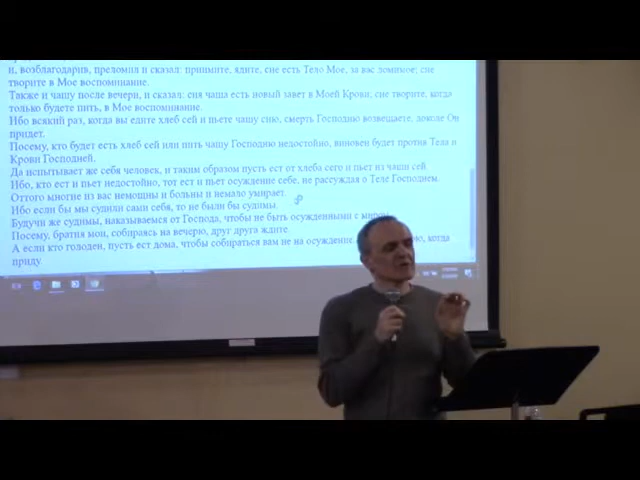 и, возблагодарив, преломил и сказал: приимите, ядите, сие есть Тело Мое, за вас ломимое; сие
творите в Мое воспоминание.
Также и чашу после вечери, и сказал: сия чаша есть новый завет в Моей Крови; сие творите, когда
только будете пить, в Мое воспоминание.
Ибо всякий раз, когда вы едите хлеб сей и пьете чашу сию, смерть Господню возвещаете, доколе Он
придет.
Посему, кто будет есть хлеб сей или пить чашу Господню недостойно, виновен будет против Тела и
Крови Господней.
Да испытывает же себя человек, и таким образом пусть ест от хлеба сего и пьет из чаши сей.
Ибо, кто ест и пьет недостойно, тот ест и пьет осуждение себе, не рассуждая о Теле Господнем.
Оттого многие из вас немощны и больны и немало умирает.
Ибо если бы мы судили сами себя, то не были бы судимы.
Будучи же судимы, наказываемся от Господа, чтобы не быть осужденными с миром.
Посему, братия мои, собираясь на вечерю, друг друга ждите.
А если кто голоден, пусть ест дома, чтобы собираться вам не на осуждение. когда
приду